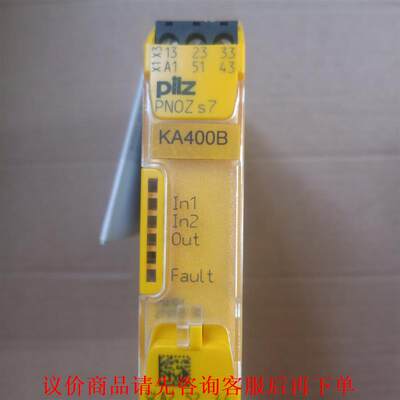 X3 13 23 33
X1 A1 51 43
pilz
PNOZ s7
KA400B
In1
In2
Out
Fault
议价商品请先咨询客服后再下单